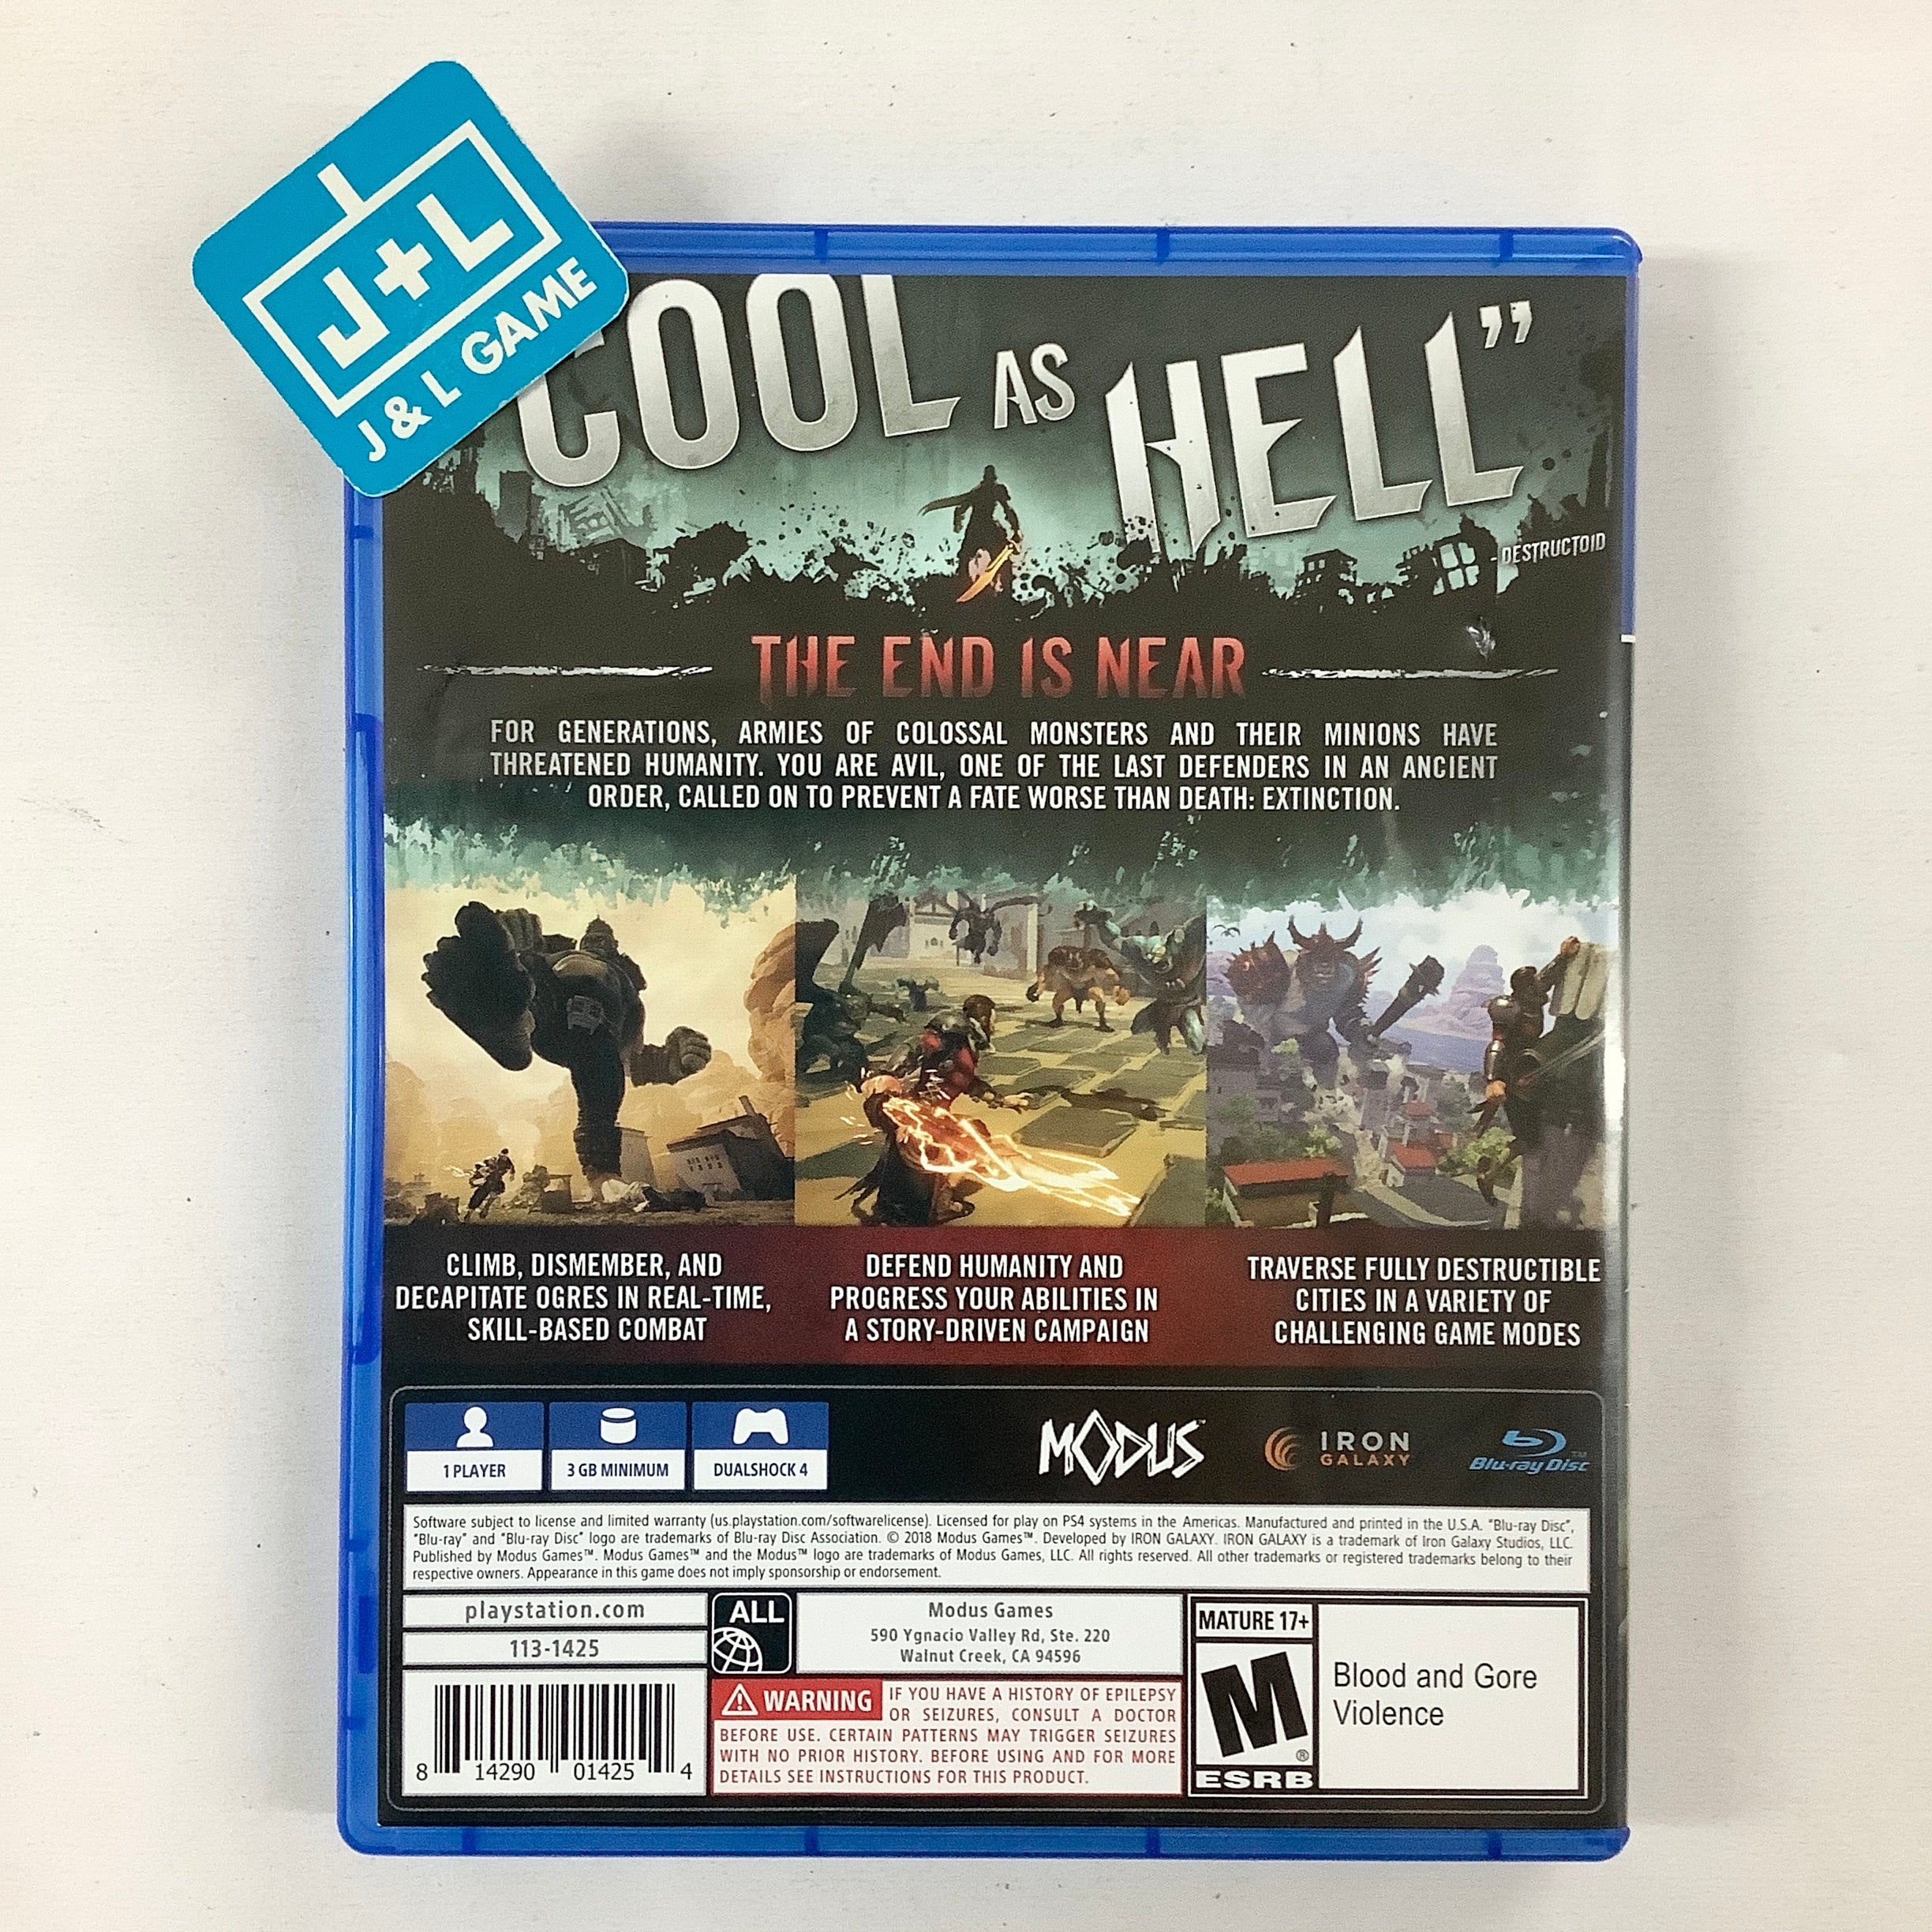 J+L
J & L GAME
COOL AS HELL”
- DESTRUCTOID
THE END IS NEAR
FOR GENERATIONS, ARMIES OF COLOSSAL MONSTERS AND THEIR MINIONS HAVE
THREATENED HUMANITY. YOU ARE AVIL, ONE OF THE LAST DEFENDERS IN AN ANCIENT
ORDER, CALLED ON TO PREVENT A FATE WORSE THAN DEATH: EXTINCTION.
CLIMB, DISMEMBER, AND
DECAPITATE OGRES IN REAL-TIME,
SKILL-BASED COMBAT
DEFEND HUMANITY AND
PROGRESS YOUR ABILITIES IN
A STORY-DRIVEN CAMPAIGN
TRAVERSE FULLY DESTRUCTIBLE
CITIES IN A VARIETY OF
CHALLENGING GAME MODES
1 PLAYER
3 GB MINIMUM
DUALSHOCK 4
MODUS™
IRON
GALAXY
Blu-ray Disc™
Software subject to license and limited warranty (us.playstation.com/softwarelicense). Licensed for play on PS4 systems in the Americas. Manufactured and printed in the U.S.A. “Blu-ray Disc”,
“Blu-ray” and “Blu-ray Disc” logo are trademarks of Blu-ray Disc Association. © 2018 Modus Games™. Developed by IRON GALAXY. IRON GALAXY is a trademark of Iron Galaxy Studios, LLC.
Published by Modus Games™. Modus Games™ and the Modus™ logo are trademarks of Modus Games, LLC. All rights reserved. All other trademarks or registered trademarks belong to their
respective owners. Appearance in this game does not imply sponsorship or endorsement.
playstation.com
113-1425
8 14290 01425 4
ALL
Modus Games
590 Ygnacio Valley Rd, Ste. 220
Walnut Creek, CA 94596
WARNING IF YOU HAVE A HISTORY OF EPILEPSY
OR SEIZURES, CONSULT A DOCTOR
BEFORE USE. CERTAIN PATTERNS MAY TRIGGER SEIZURES
WITH NO PRIOR HISTORY. BEFORE USING AND FOR MORE
DETAILS SEE INSTRUCTIONS FOR THIS PRODUCT.
MATURE 17+
M
®
ESRB
Blood and Gore
Violence